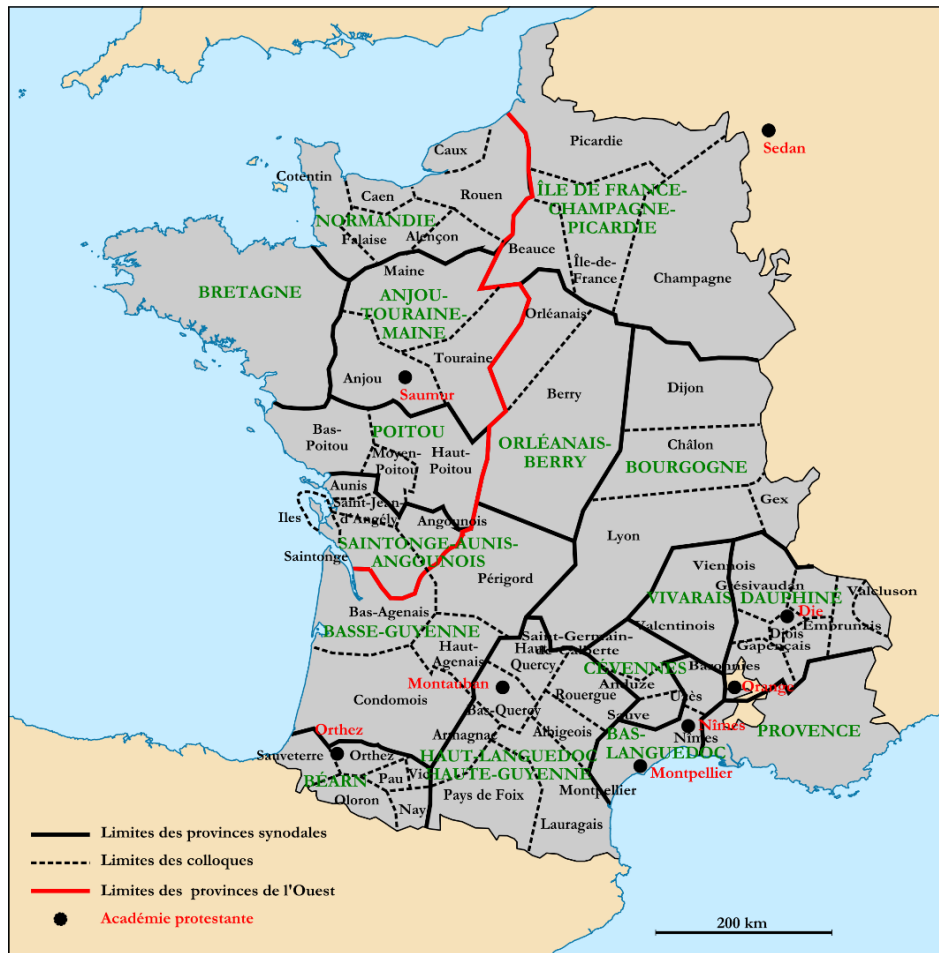 Picardie
Sedan
Caux
Cotentin
Caen
Rouen
ÎLE DE FRANCE-
CHAMPAGNE-
PICARDIE
NORMANDIE
Falaise
Alençon
Beauce
Île-de-
France
Maine
Champagne
BRETAGNE
ANJOU-
TOURAINE-
MAINE
Orléanais
Touraine
Anjou
Saumur
Berry
Dijon
Bas-
Poitou
POITOU
Moyen-
Poitou
Haut-
Poitou
ORLÉANAIS-
BERRY
Châlon
BOURGOGNE
Aunis
Saint-Jean-
d'Angély
Iles
Angounois
Gex
Saintonge
SAINTONGE-AUNIS-
ANGOUNOIS
Lyon
Périgord
Viennois
Grésivaudan
Valcluson
VIVARAIS
DAUPHINE
Die
Embrunais
Bas-Agenais
BASSE-GUYENNE
Valentinois
Diois
Gapençais
Saint-Germain-
de-Calberte
Haut-
Agenais
Haut-
Quercy
CÉVENNES
Baronnies
Montauban
Rouergue
Anduze
Uzès
Orange
Condomois
Bas-Quercy
Sauve
Nîmes
Nîmes
PROVENCE
Armagnac
Albigeois
BAS-
LANGUEDOC
Orthez
Sauveterre
Orthez
HAUT-LANGUEDOC
HAUTE-GUYENNE
Montpellier
BÉARN
Pau
Vic
Pays de Foix
Montpellier
Oloron
Nay
Lauragais
Limites des provinces synodales
Limites des colloques
Limites des provinces de l'Ouest
Académie protestante
200 km